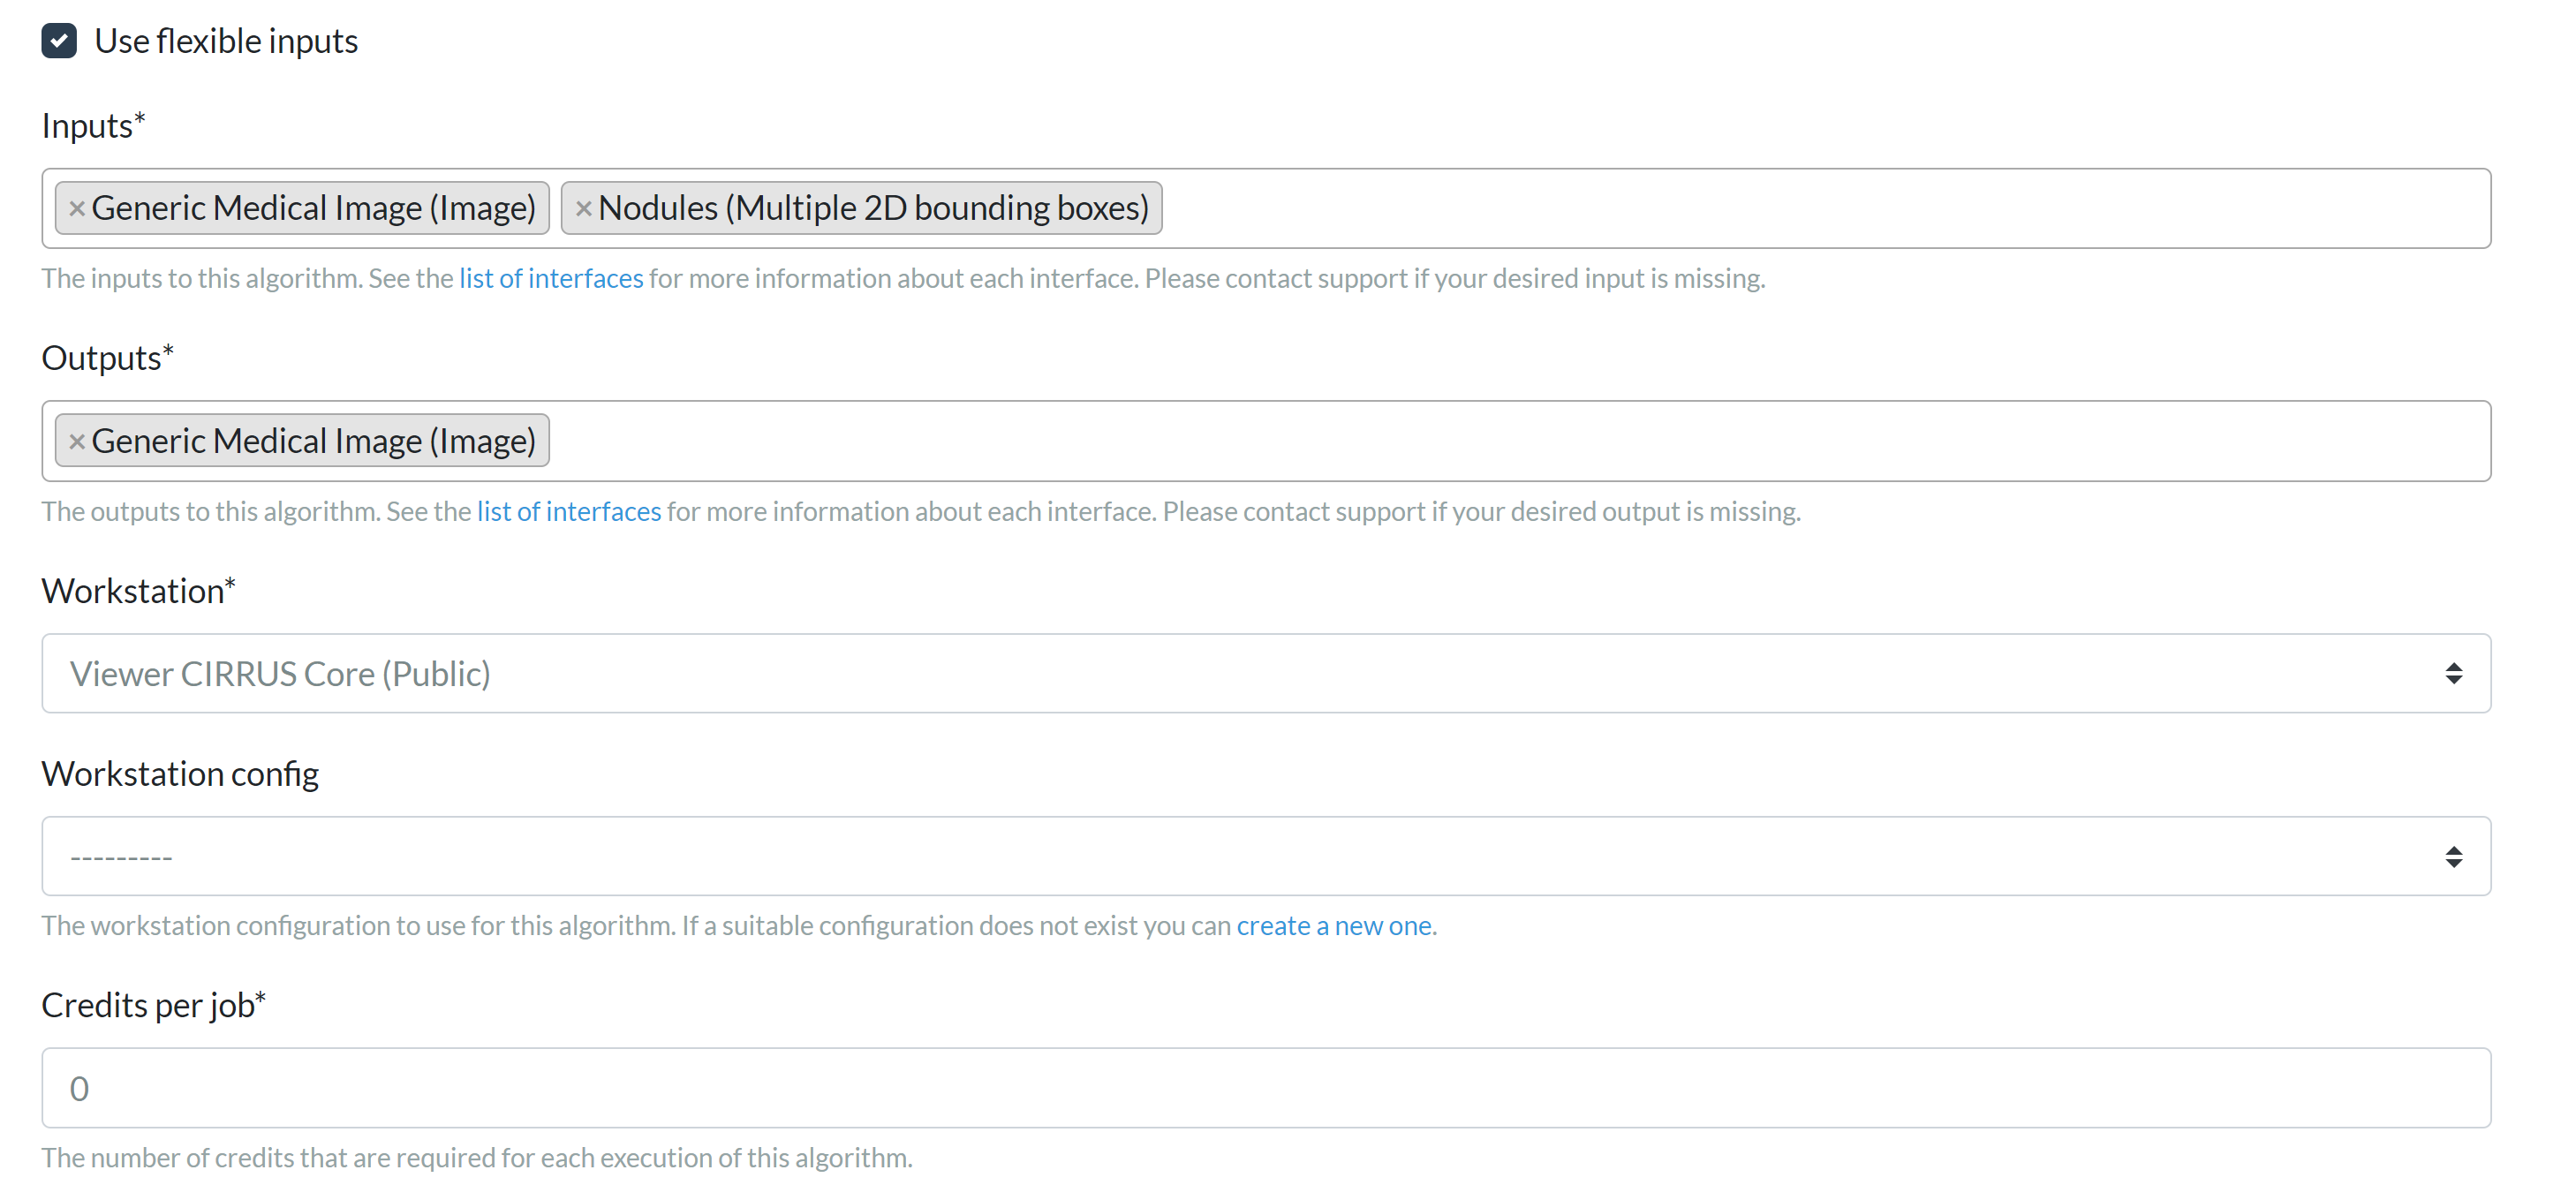 Use flexible inputs
Inputs*
×Generic Medical Image (Image) ×Nodules (Multiple 2D bounding boxes)
The inputs to this algorithm. See the list of interfaces for more information about each interface. Please contact support if your desired input is missing.
Outputs*
×Generic Medical Image (Image)
The outputs to this algorithm. See the list of interfaces for more information about each interface. Please contact support if your desired output is missing.
Workstation*
Viewer CIRRUS Core (Public)
Workstation config
---------
The workstation configuration to use for this algorithm. If a suitable configuration does not exist you can create a new one.
Credits per job*
0
The number of credits that are required for each execution of this algorithm.